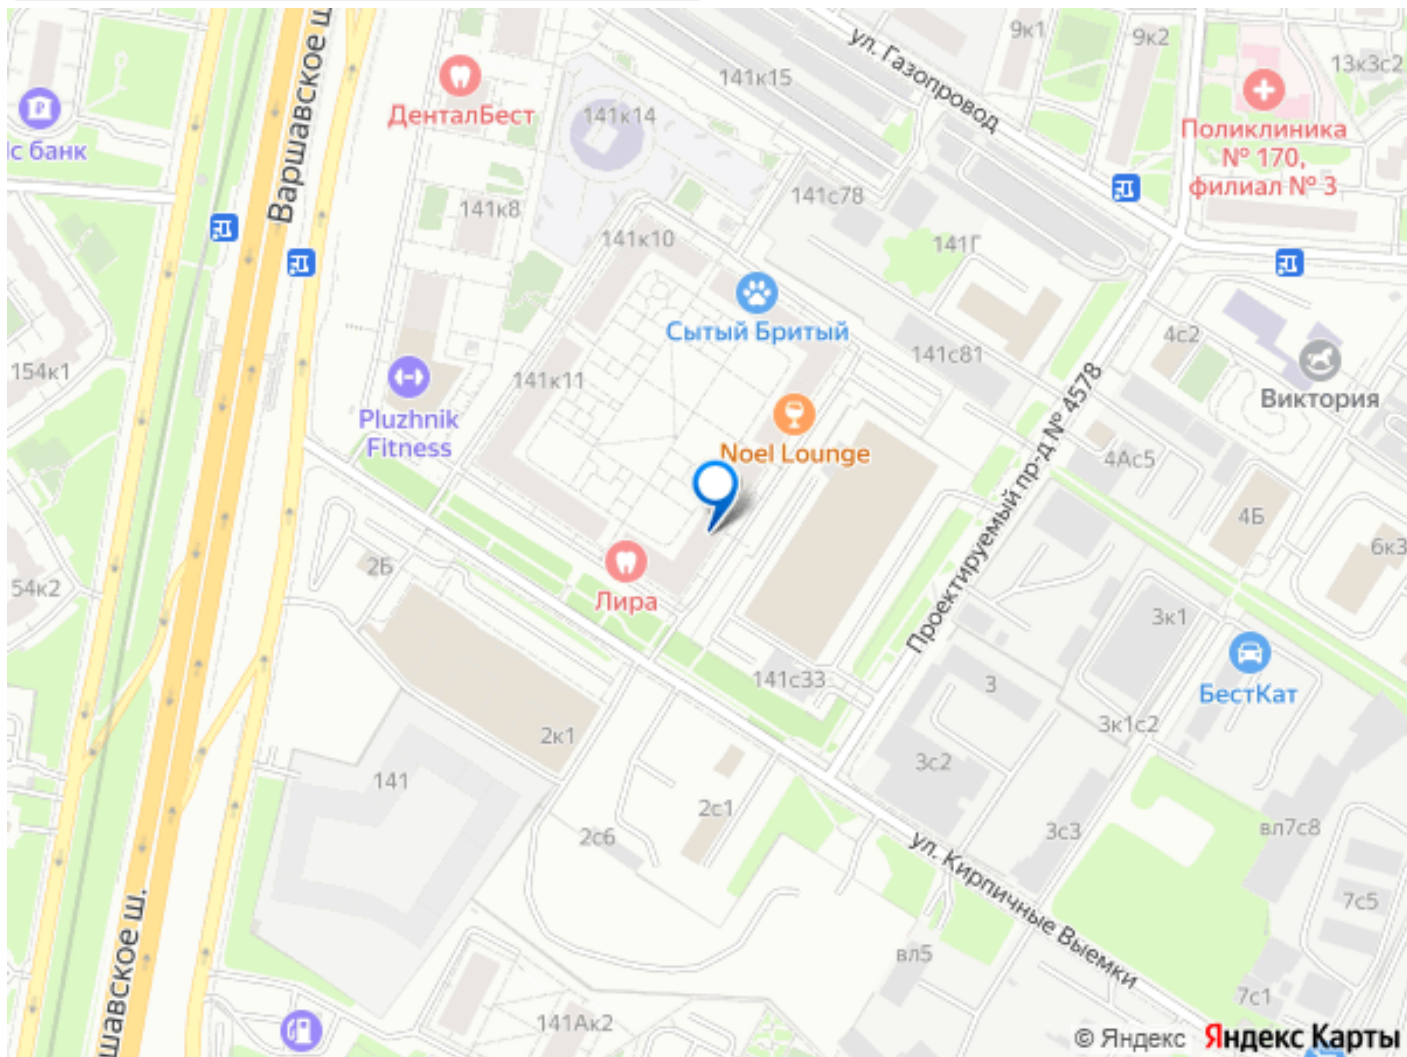 Варшавское ш
ул. Газопровод
9к1
9к2
13к3с2
141к15
ДенталБест
141к14
Поликлиника
№ 170,
филиал № 3
с банк
141к8
141с78
141к10
141Г
Сытый Бритый
141с81
4с2
154к1
141к11
Виктория
Pluzhnik
Fitness
Noel Lounge
Проектируемый пр-д № 4578
4Ас5
4Б
6к3
2Б
54к2
Лира
3к1
141с33
3
БестКат
2к1
3к1с2
3с2
141
2с1
2с6
3с3
вл7с8
ул. Кирпичные Выемки
7с5
шавское ш.
вл5
7с1
141Ак2
© Яндекс Яндекс Карты